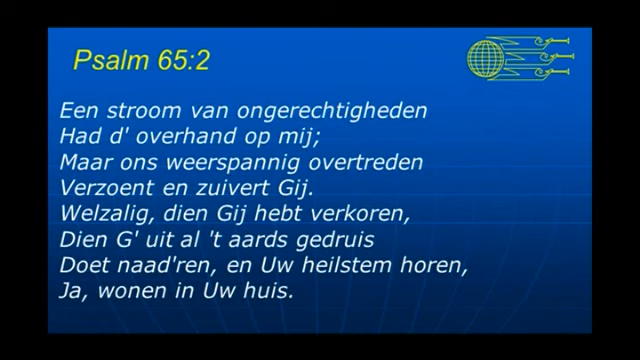 Psalm 65:2
Een stroom van ongerechtigheden
Had d' overhand op mij;
Maar ons weerspannig overtreden
Verzoent en zuivert Gij.
Welzalig, dien Gij hebt verkoren,
Dien G' uit al 't aards gedruis
Doet naad'ren, en Uw heilstem horen,
Ja, wonen in Uw huis.